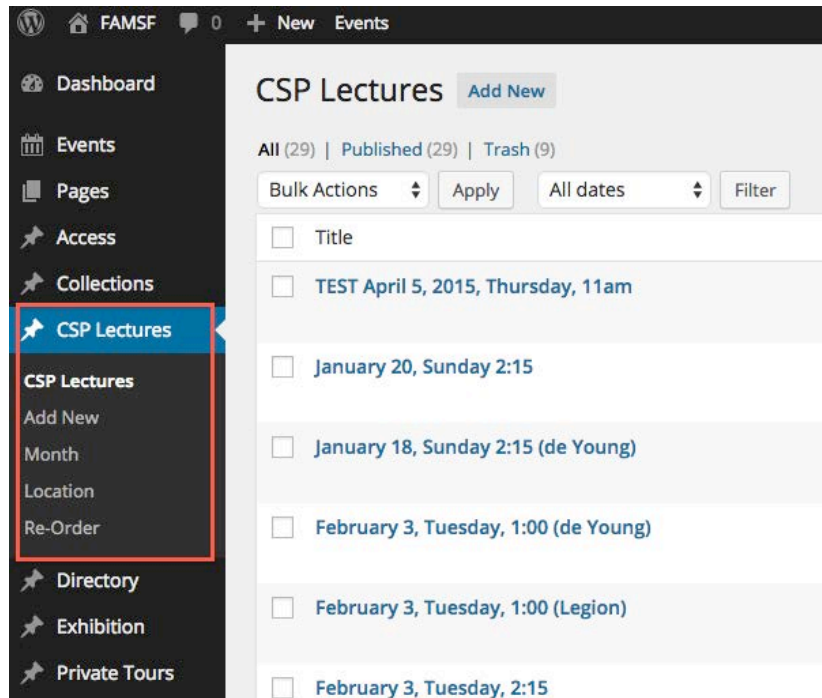 FAMSF 0 + New Events
Dashboard
Events
Pages
Access
Collections
CSP Lectures
CSP Lectures
Add New
Month
Location
Re-Order
Directory
Exhibition
Private Tours
CSP Lectures Add New
All (29) | Published (29) | Trash (9)
Bulk Actions Apply All dates Filter
Title
TEST April 5, 2015, Thursday, 11am
January 20, Sunday 2:15
January 18, Sunday 2:15 (de Young)
February 3, Tuesday, 1:00 (de Young)
February 3, Tuesday, 1:00 (Legion)
February 3, Tuesday, 2:15